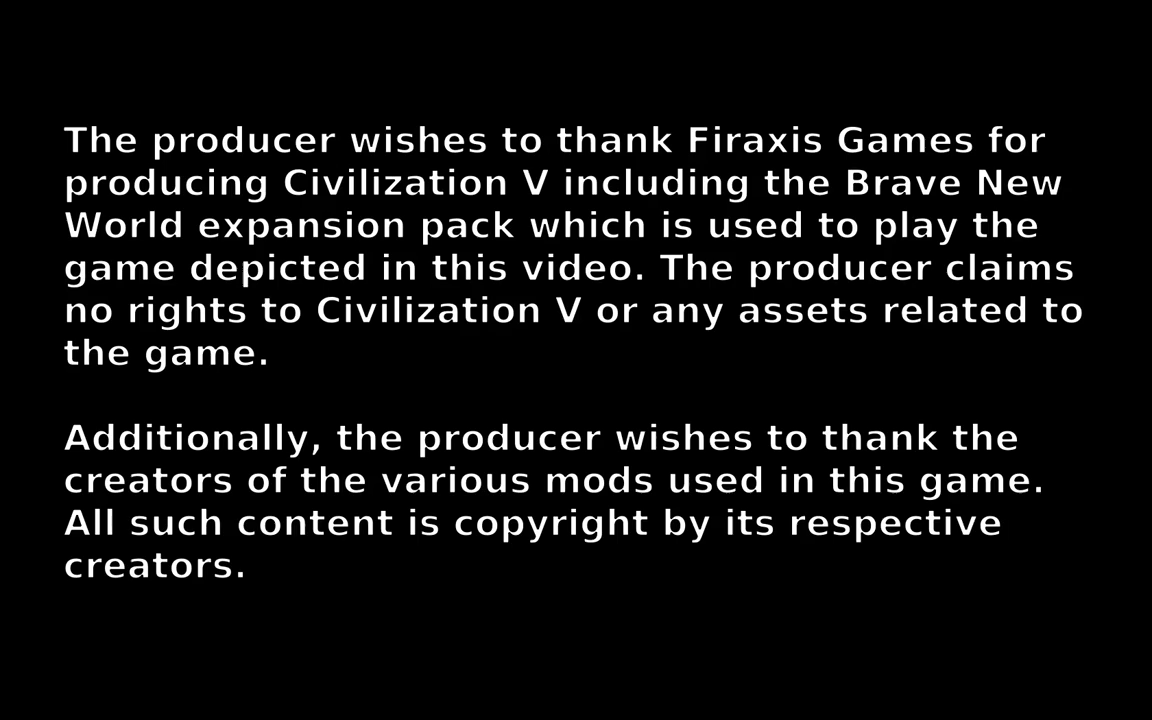 The producer wishes to thank Firaxis Games for
producing Civilization V including the Brave New
World expansion pack which is used to play the
game depicted in this video. The producer claims
no rights to Civilization V or any assets related to
the game.
Additionally, the producer wishes to thank the
creators of the various mods used in this game.
All such content is copyright by its respective
creators.